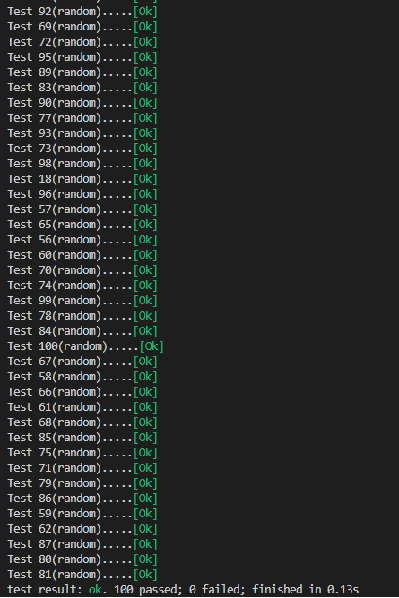 Test 92(random).....[Ok]
Test 69(random).....[Ok]
Test 72(random).....[Ok]
Test 95(random).....[Ok]
Test 89(random).....[Ok]
Test 83(random).....[Ok]
Test 90(random).....[Ok]
Test 77(random).....[Ok]
Test 93(random).....[Ok]
Test 73(random).....[Ok]
Test 98(random).....[Ok]
Test 18(random).....[Ok]
Test 96(random).....[Ok]
Test 57(random).....[Ok]
Test 65(random).....[Ok]
Test 56(random).....[Ok]
Test 60(random).....[Ok]
Test 70(random).....[Ok]
Test 74(random).....[Ok]
Test 99(random).....[Ok]
Test 78(random).....[Ok]
Test 84(random).....[Ok]
Test 100(random).....[Ok]
Test 67(random).....[Ok]
Test 58(random).....[Ok]
Test 66(random).....[Ok]
Test 61(random).....[Ok]
Test 68(random).....[Ok]
Test 85(random).....[Ok]
Test 75(random).....[Ok]
Test 71(random).....[Ok]
Test 79(random).....[Ok]
Test 86(random).....[Ok]
Test 59(random).....[Ok]
Test 62(random).....[Ok]
Test 87(random).....[Ok]
Test 80(random).....[Ok]
Test 81(random).....[Ok]
test result: ok. 100 passed; 0 failed; finished in 0.13s